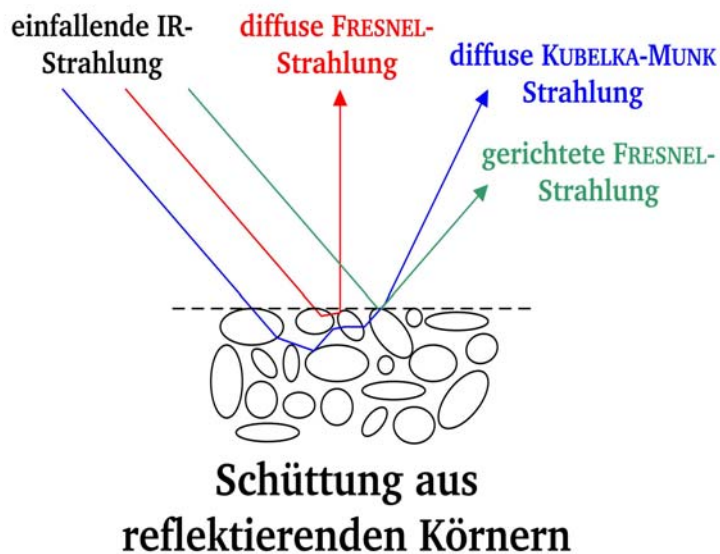 einfallende IR-
Strahlung
diffuse FRESNEL-
Strahlung
diffuse KUBELKA-MUNK
Strahlung
gerichtete FRESNEL-
Strahlung
Schüttung aus
reflektierenden Körnern